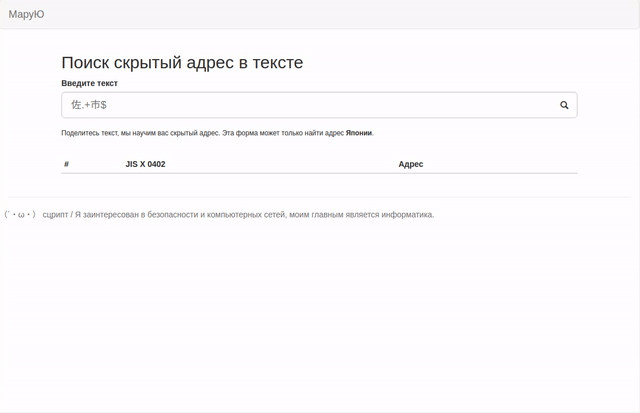 МаруЮ
Поиск скрытый адрес в тексте
Введите текст
佐.+市$
Поделитесь текст, мы научим вас скрытый адрес. Эта форма может только найти адрес Японии.
# JIS X 0402 Адрес
(´・ω・) сцрипт / Я заинтересован в безопасности и компьютерных сетей, моим главным является информатика.